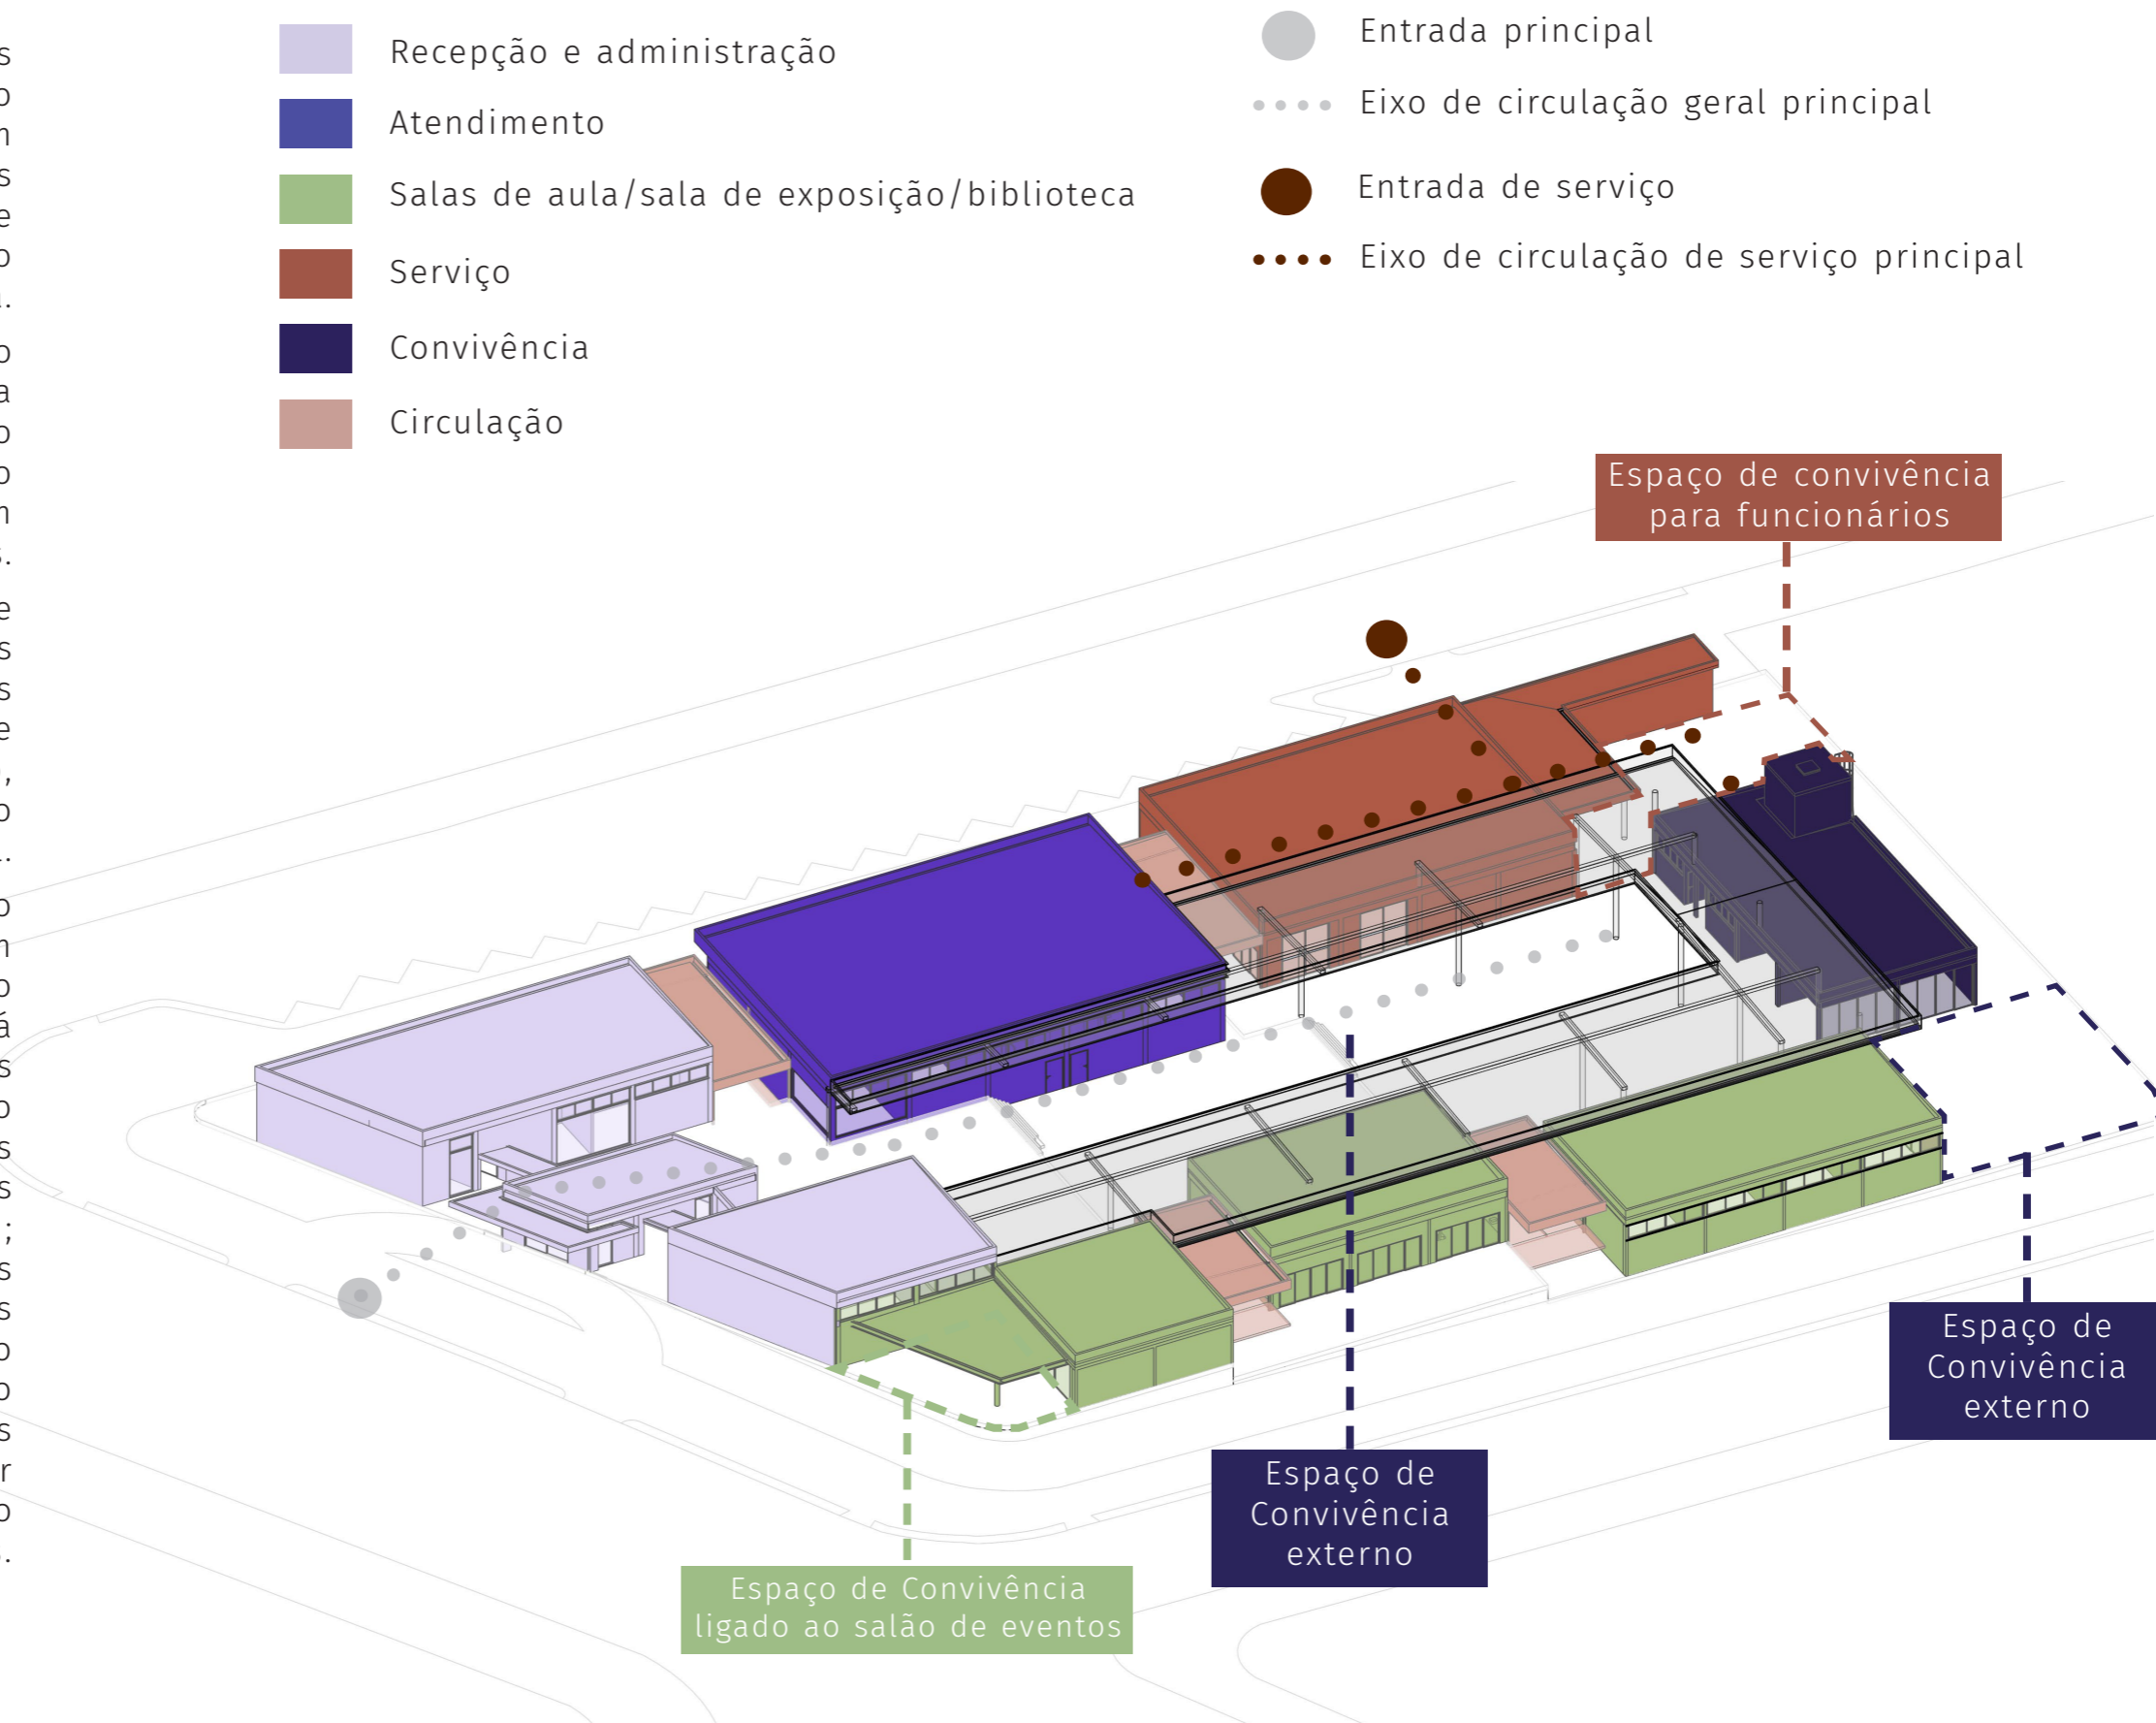 Recepção e administração
Atendimento
Salas de aula/sala de exposição/biblioteca
Serviço
Convivência
Circulação
Entrada principal
Eixo de circulação geral principal
Entrada de serviço
Eixo de circulação de serviço principal
Espaço de convivência
para funcionários
Espaço de
Convivência
externo
Espaço de
Convivência
externo
Espaço de Convivência
ligado ao salão de eventos